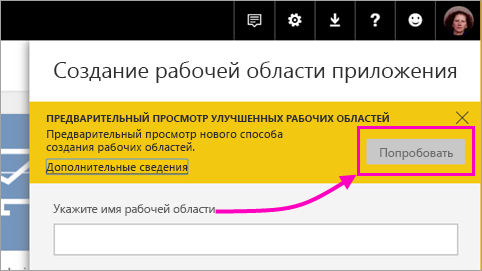 Создание рабочей области приложения
ПРЕДВАРИТЕЛЬНЫЙ ПРОСМОТР УЛУЧШЕННЫХ РАБОЧИХ ОБЛАСТЕЙ
Предварительный просмотр нового способа
создания рабочих областей.
Попробовать
Дополнительные сведения
Укажите имя рабочей области